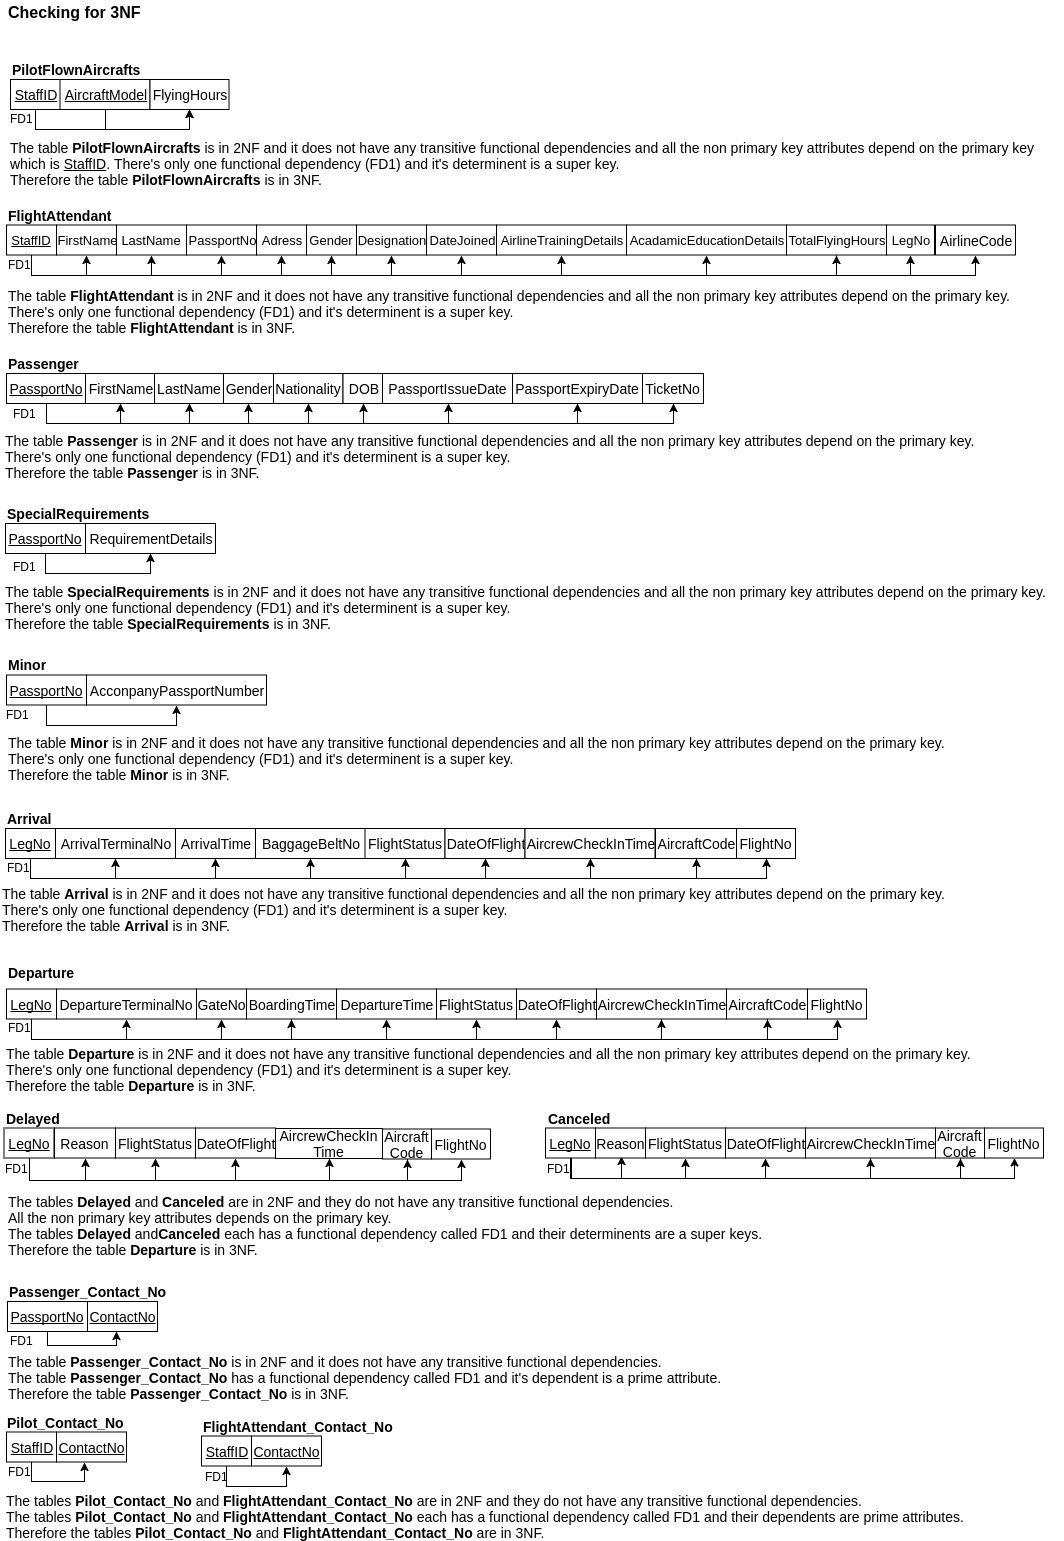 Checking for 3NF
PilotFlownAircrafts
StaffID AircraftModel FlyingHours
FD1
The table PilotFlownAircrafts is in 2NF and it does not have any transitive functional dependencies and all the non primary key attributes depend on the primary key
which is StaffID. There's only one functional dependency (FD1) and it's determinent is a super key.
Therefore the table PilotFlownAircrafts is in 3NF.
FlightAttendant
StaffID FirstName LastName PassportNo Adress Gender Designation DateJoined AirlineTrainingDetails AcadamicEducationDetails TotalFlyingHours LegNo AirlineCode
FD1
The table FlightAttendant is in 2NF and it does not have any transitive functional dependencies and all the non primary key attributes depend on the primary key.
There's only one functional dependency (FD1) and it's determinent is a super key.
Therefore the table FlightAttendant is in 3NF.
Passenger
PassportNo FirstName LastName Gender Nationality DOB PassportIssueDate PassportExpiryDate TicketNo
FD1
The table Passenger is in 2NF and it does not have any transitive functional dependencies and all the non primary key attributes depend on the primary key.
There's only one functional dependency (FD1) and it's determinent is a super key.
Therefore the table Passenger is in 3NF.
SpecialRequirements
PassportNo RequirementDetails
FD1
The table SpecialRequirements is in 2NF and it does not have any transitive functional dependencies and all the non primary key attributes depend on the primary key.
There's only one functional dependency (FD1) and it's determinent is a super key.
Therefore the table SpecialRequirements is in 3NF.
Minor
PassportNo AcconpanyPassportNumber
FD1
The table Minor is in 2NF and it does not have any transitive functional dependencies and all the non primary key attributes depend on the primary key.
There's only one functional dependency (FD1) and it's determinent is a super key.
Therefore the table Minor is in 3NF.
Arrival
LegNo ArrivalTerminalNo ArrivalTime BaggageBeltNo FlightStatus DateOfFlight AircrewCheckInTime AircraftCode FlightNo
FD1
The table Arrival is in 2NF and it does not have any transitive functional dependencies and all the non primary key attributes depend on the primary key.
There's only one functional dependency (FD1) and it's determinent is a super key.
Therefore the table Arrival is in 3NF.
Departure
LegNo DepartureTerminalNo GateNo BoardingTime DepartureTime FlightStatus DateOfFlight AircrewCheckInTime AircraftCode FlightNo
FD1
The table Departure is in 2NF and it does not have any transitive functional dependencies and all the non primary key attributes depend on the primary key.
There's only one functional dependency (FD1) and it's determinent is a super key.
Therefore the table Departure is in 3NF.
Delayed
LegNo Reason FlightStatus DateOfFlight AircrewCheckIn Time Aircraft Code FlightNo
FD1
Canceled
LegNo Reason FlightStatus DateOfFlight AircrewCheckInTime Aircraft Code FlightNo
FD1
The tables Delayed and Canceled are in 2NF and they do not have any transitive functional dependencies.
All the non primary key attributes depends on the primary key.
The tables Delayed andCanceled each has a functional dependency called FD1 and their determinents are a super keys.
Therefore the table Departure is in 3NF.
Passenger_Contact_No
PassportNo ContactNo
FD1
The table Passenger_Contact_No is in 2NF and it does not have any transitive functional dependencies.
The table Passenger_Contact_No has a functional dependency called FD1 and it's dependent is a prime attribute.
Therefore the table Passenger_Contact_No is in 3NF.
Pilot_Contact_No
StaffID ContactNo
FD1
FlightAttendant_Contact_No
StaffID ContactNo
FD1
The tables Pilot_Contact_No and FlightAttendant_Contact_No are in 2NF and they do not have any transitive functional dependencies.
The tables Pilot_Contact_No and FlightAttendant_Contact_No each has a functional dependency called FD1 and their dependents are prime attributes.
Therefore the tables Pilot_Contact_No and FlightAttendant_Contact_No are in 3NF.